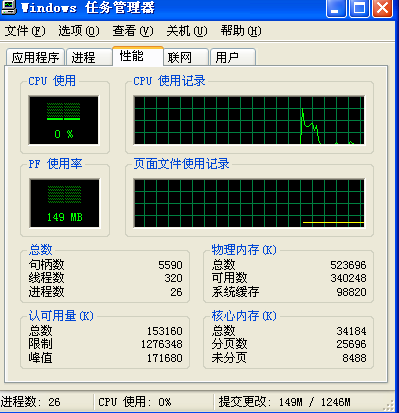 Windows 任务管理器
文件(F) 选项(O) 查看(V) 关机(U) 帮助(H)
应用程序 进程 性能 联网 用户
CPU 使用
0 %
CPU 使用记录
PF 使用率
149 MB
页面文件使用记录
总数
句柄数 5590
线程数 320
进程数 26
物理内存(K)
总数 523696
可用数 340248
系统缓存 98820
认可用量(K)
总数 153160
限制 1276348
峰值 171680
核心内存(K)
总数 34184
分页数 25696
未分页 8488
进程数: 26 CPU 使用: 0% 提交更改: 149M / 1246M